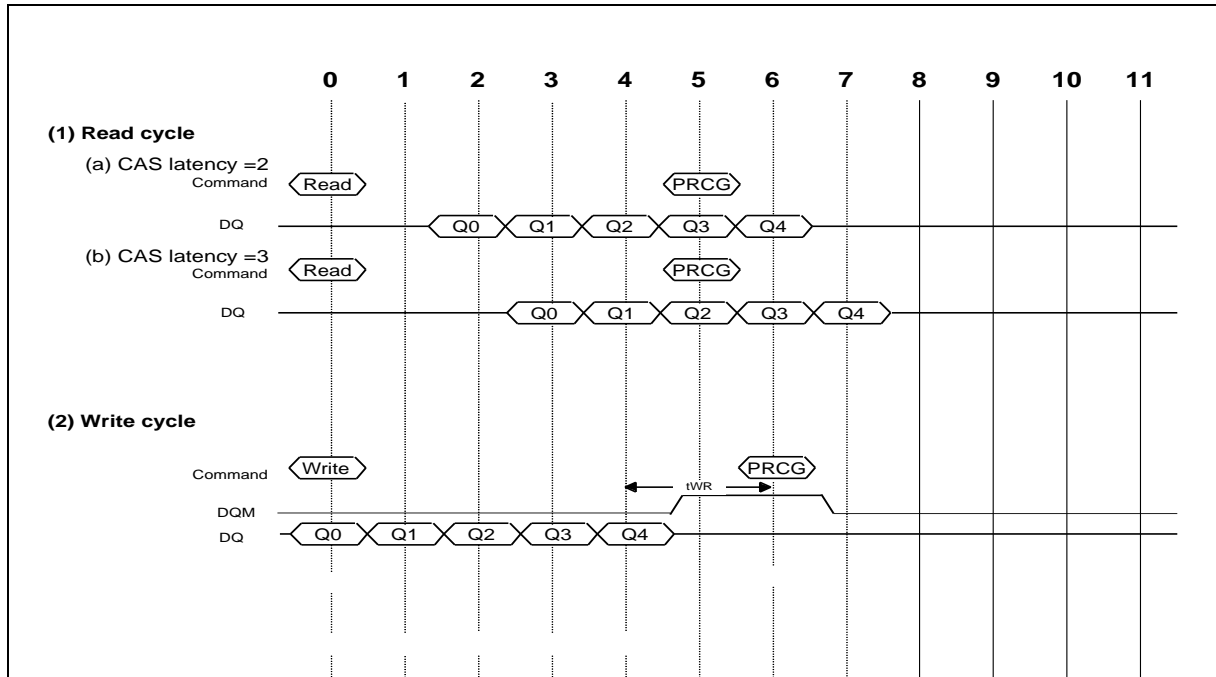 0 1 2 3 4 5 6 7 8 9 10 11
(1) Read cycle
(a) CAS latency =2
Command Read PRCG
DQ Q0 Q1 Q2 Q3 Q4
(b) CAS latency =3
Command Read PRCG
DQ Q0 Q1 Q2 Q3 Q4
(2) Write cycle
Command Write PRCG
tWR
DQM
DQ Q0 Q1 Q2 Q3 Q4